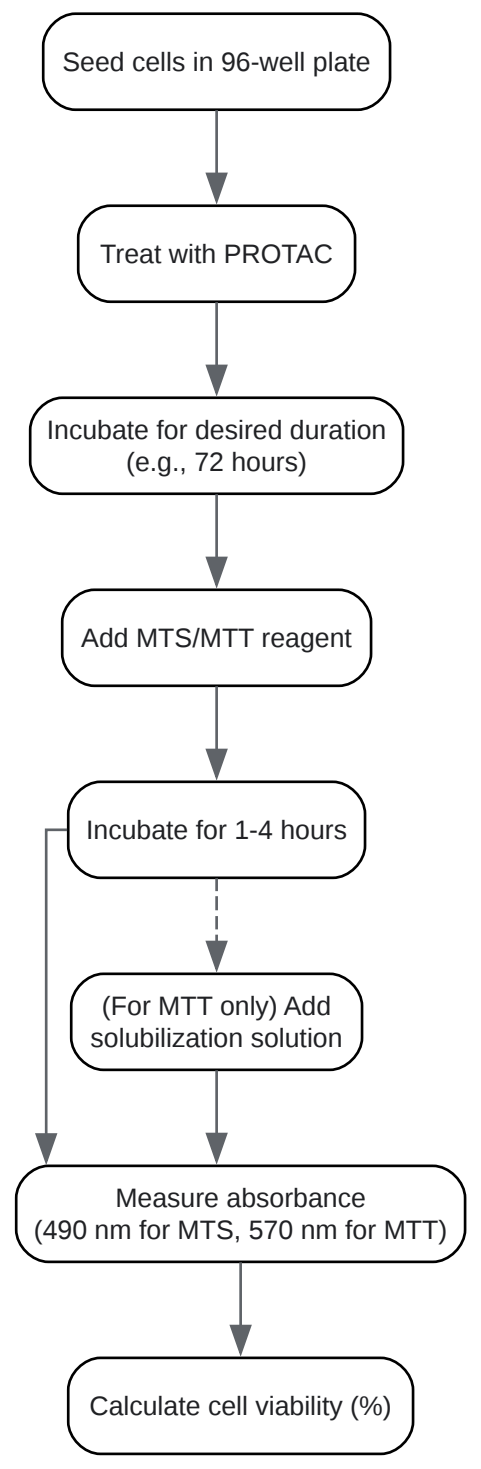 Seed cells in 96-well plate
Treat with PROTAC
Incubate for desired duration
(e.g., 72 hours)
Add MTS/MTT reagent
Incubate for 1-4 hours
(For MTT only) Add
solubilization solution
Measure absorbance
(490 nm for MTS, 570 nm for MTT)
Calculate cell viability (%)